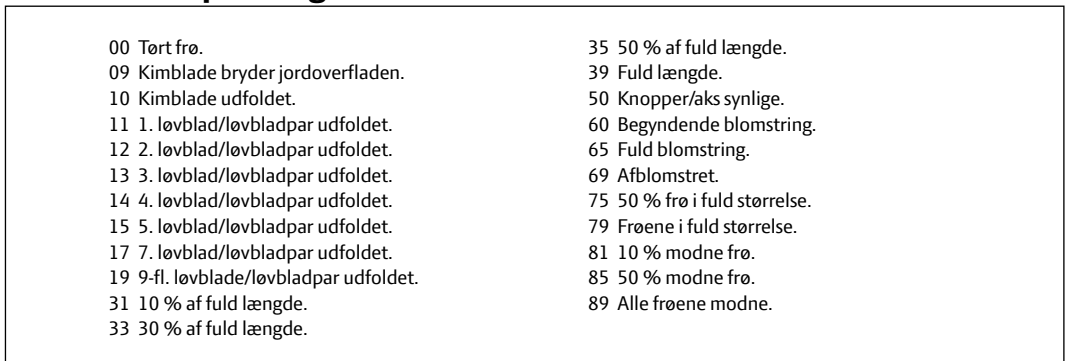 00 Tørt frø.
09 Kimblade bryder jordoverfladen.
10 Kimblade udfoldet.
11 1. løvblad/løvbladpar udfoldet.
12 2. løvblad/løvbladpar udfoldet.
13 3. løvblad/løvbladpar udfoldet.
14 4. løvblad/løvbladpar udfoldet.
15 5. løvblad/løvbladpar udfoldet.
17 7. løvblad/løvbladpar udfoldet.
19 9-fl. løvblade/løvbladpar udfoldet.
31 10 % af fuld længde.
33 30 % af fuld længde.
35 50 % af fuld længde.
39 Fuld længde.
50 Knopper/aks synlige.
60 Begyndende blomstring.
65 Fuld blomstring.
69 Afblomstret.
75 50 % frø i fuld størrelse.
79 Frøene i fuld størrelse.
81 10 % modne frø.
85 50 % modne frø.
89 Alle frøene modne.